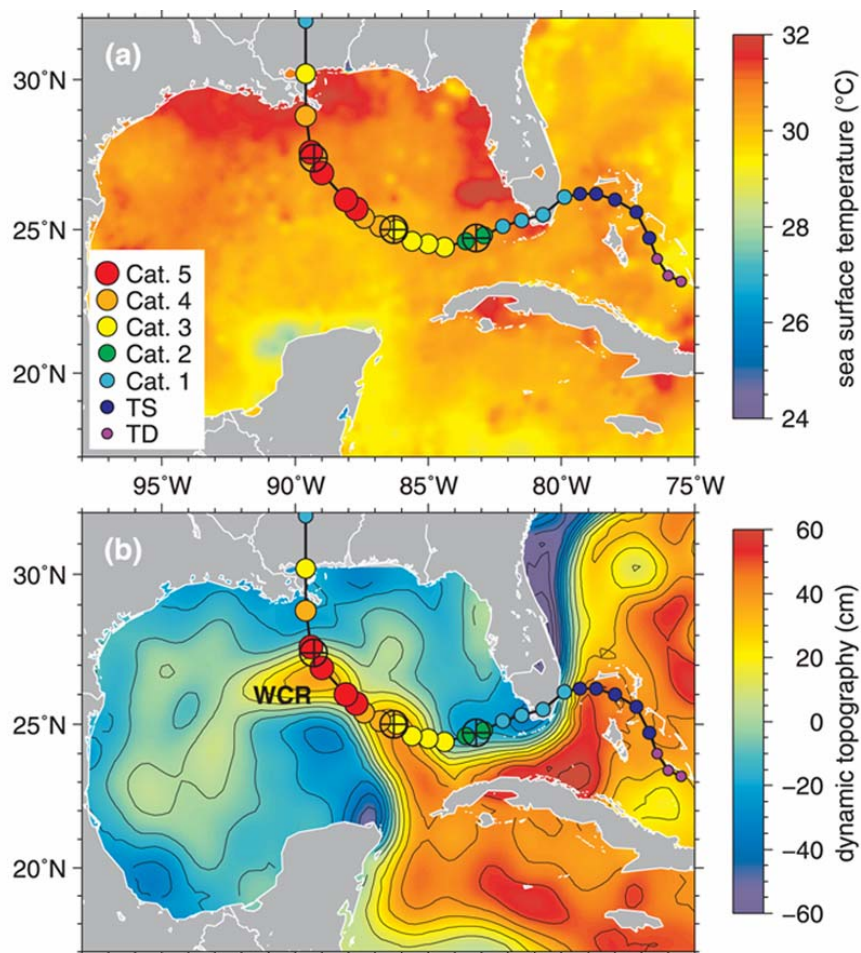 (a)
30°N
25°N
20°N
Cat. 5
Cat. 4
Cat. 3
Cat. 2
Cat. 1
TS
TD
32
30
28
26
24
sea surface temperature (°C)
95°W 90°W 85°W 80°W 75°W
(b)
30°N
25°N
20°N
WCR
60
40
20
0
−20
−40
−60
dynamic topography (cm)